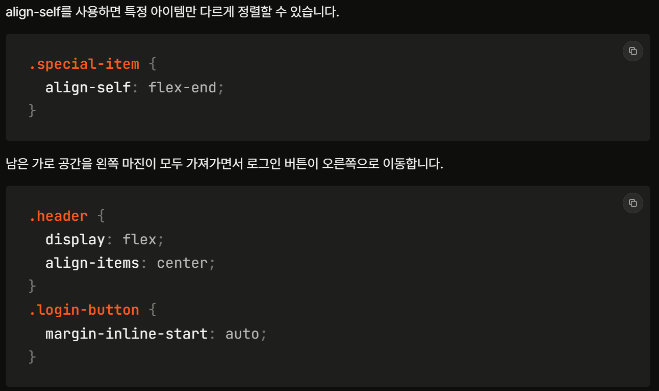 align-self를 사용하면 특정 아이템만 다르게 정렬할 수 있습니다.
.special-item {
  align-self: flex-end;
}
남은 가로 공간을 왼쪽 마진이 모두 가져가면서 로그인 버튼이 오른쪽으로 이동합니다.
.header {
  display: flex;
  align-items: center;
}
.login-button {
  margin-inline-start: auto;
}